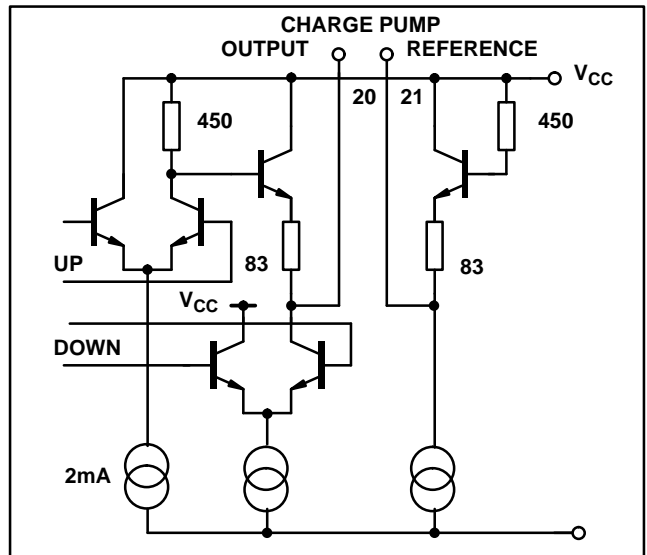 CHARGE PUMP
OUTPUT REFERENCE
20 21 VCC
450 450
UP 83 83
VCC
DOWN
2mA